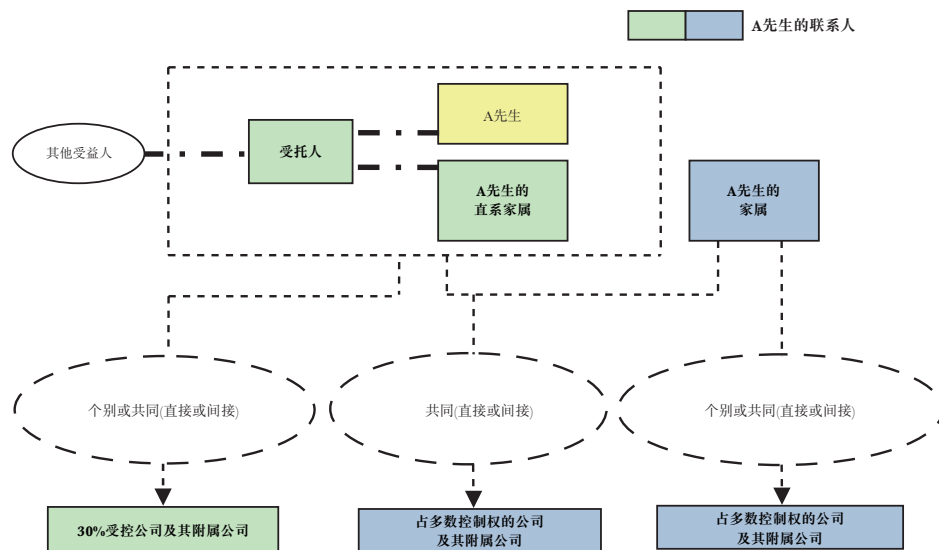 A先生的联系人
A先生
其他受益人
受托人
A先生的
直系家属
A先生的
家属
个别或共同(直接或间接)
共同(直接或间接)
个别或共同(直接或间接)
30%受控公司及其附属公司
占多数控制权的公司
及其附属公司
占多数控制权的公司
及其附属公司